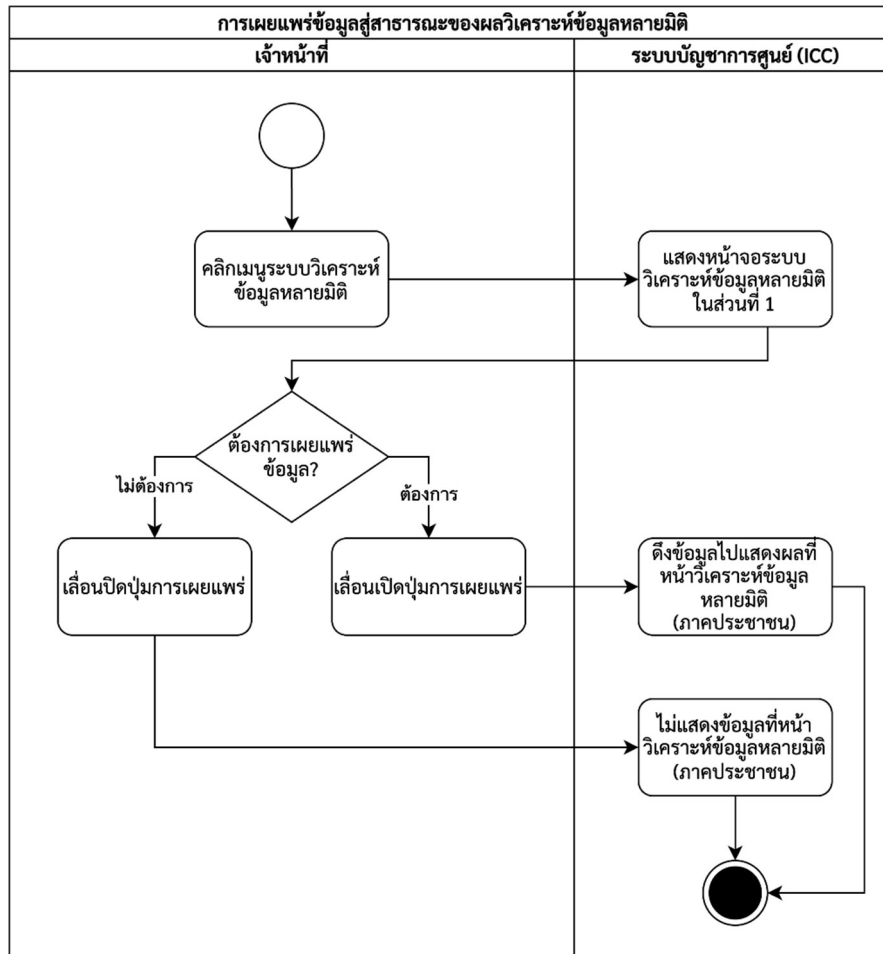 การเผยแพร่ข้อมูลสู่สาธารณะของผลวิเคราะห์ข้อมูลหลายมิติ
เจ้าหน้าที่
ระบบบัญชาการศูนย์ (ICC)
คลิกเมนูระบบวิเคราะห์
ข้อมูลหลายมิติ
แสดงหน้าจอระบบ
วิเคราะห์ข้อมูลหลายมิติ
ในส่วนที่ 1
ต้องการเผยแพร่
ข้อมูล?
ไม่ต้องการ
ต้องการ
เลื่อนปิดปุ่มการเผยแพร่
เลื่อนเปิดปุ่มการเผยแพร่
ดึงข้อมูลไปแสดงผลที่
หน้าวิเคราะห์ข้อมูล
หลายมิติ
(ภาคประชาชน)
ไม่แสดงข้อมูลที่หน้า
วิเคราะห์ข้อมูลหลายมิติ
(ภาคประชาชน)